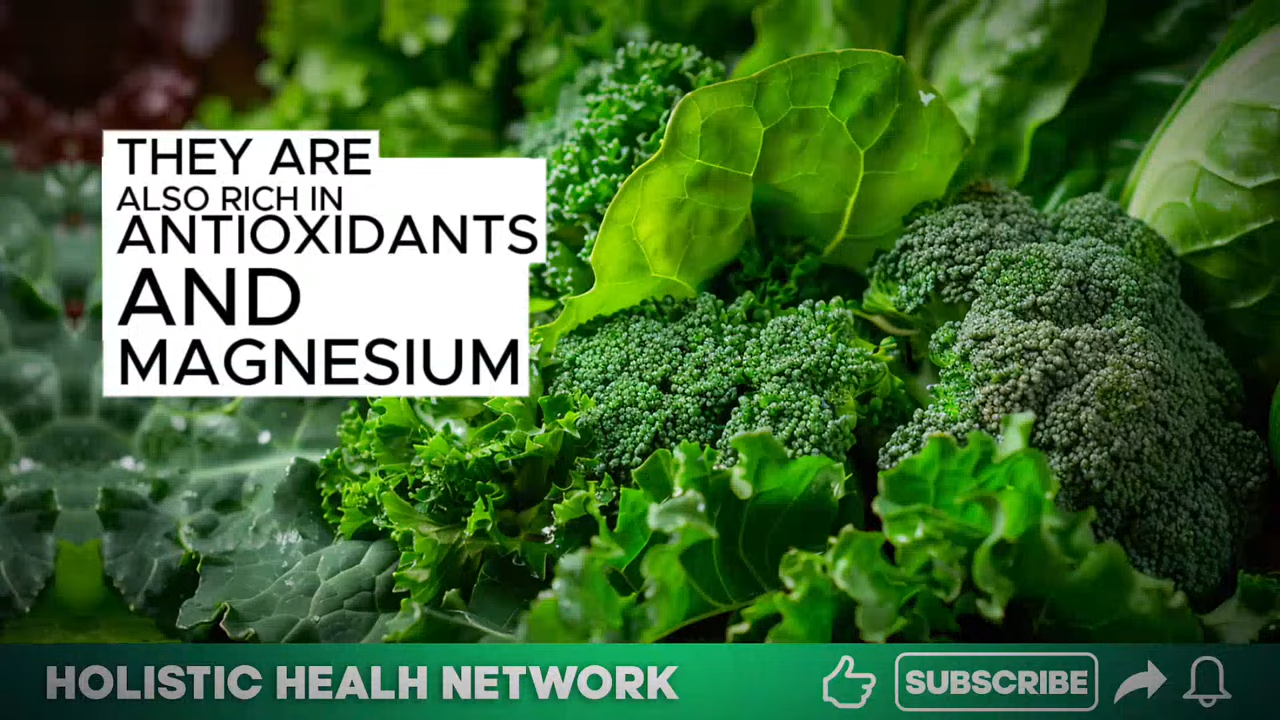 THEY ARE
ALSO RICH IN
ANTIOXIDANTS
AND
MAGNESIUM
HOLISTIC HEALH NETWORK
SUBSCRIBE